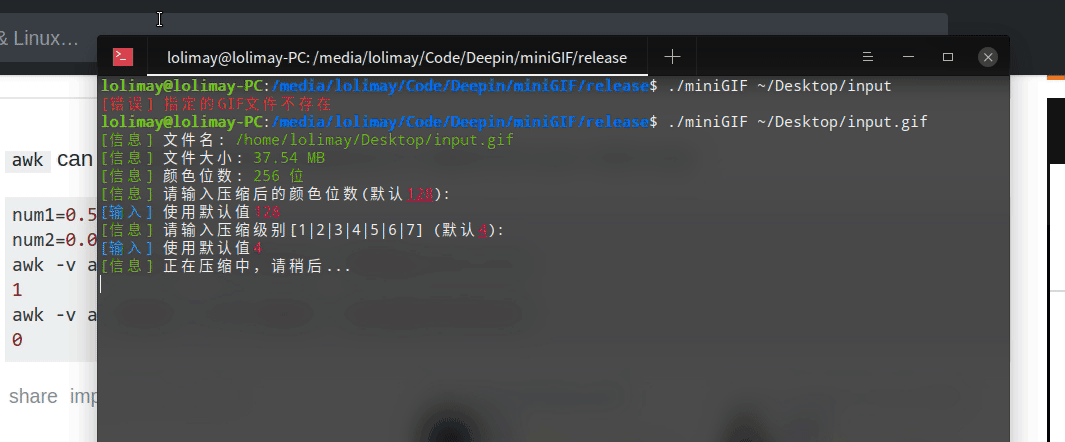 & Linux...
lolimay@lolimay-PC: /media/lolimay/Code/Deepin/miniGIF/release
lolimay@lolimay-PC:/media/lolimay/Code/Deepin/miniGIF/release$ ./miniGIF ~/Desktop/input
[错误] 指定的GIF文件不存在
lolimay@lolimay-PC:/media/lolimay/Code/Deepin/miniGIF/release$ ./miniGIF ~/Desktop/input.gif
[信息] 文件名: /home/lolimay/Desktop/input.gif
[信息] 文件大小: 37.54 MB
[信息] 颜色位数: 256 位
[信息] 请输入压缩后的颜色位数(默认128):
[输入] 使用默认值128
[信息] 请输入压缩级别[1|2|3|4|5|6|7] (默认4):
[输入] 使用默认值4
[信息] 正在压缩中, 请稍后...
awk can
num1=0.5
num2=0.0
awk -v a
1
awk -v a
0
share imp